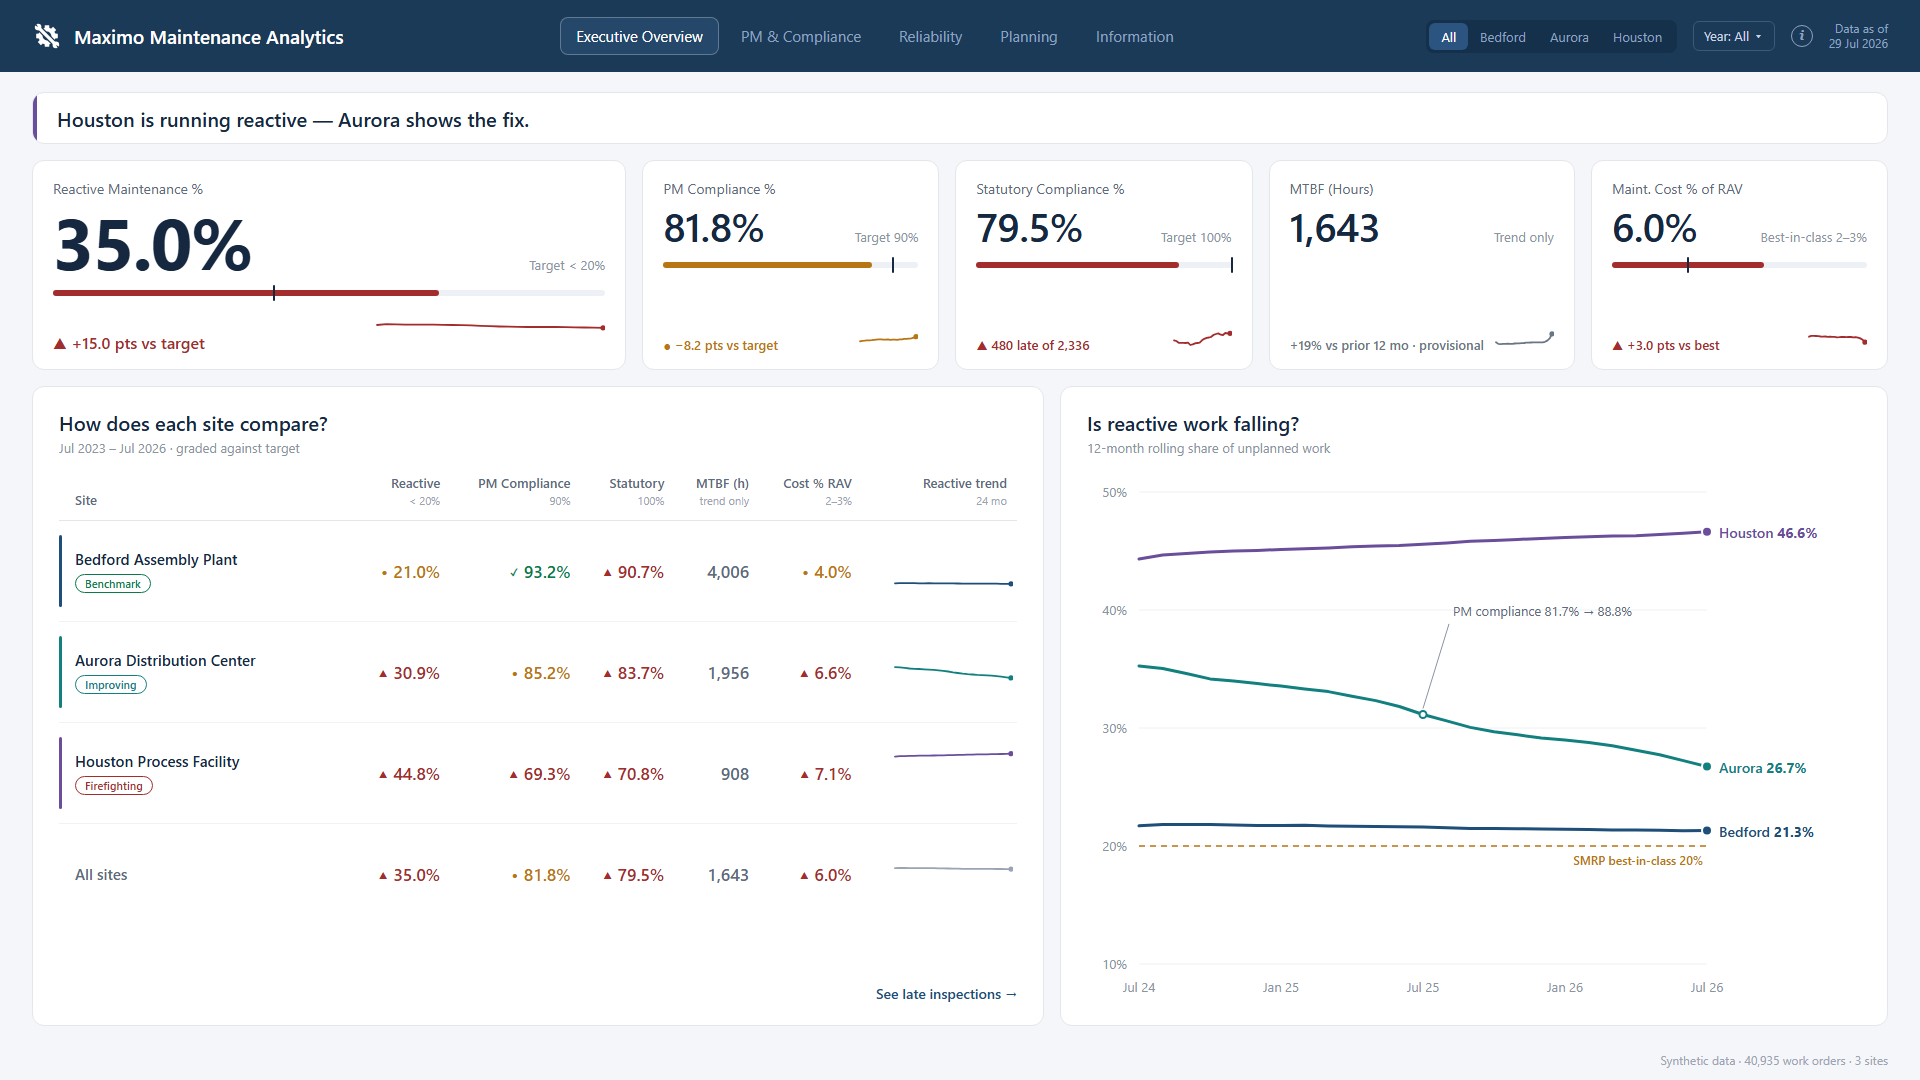 Maximo Maintenance Analytics
Executive Overview
PM & Compliance
Reliability
Planning
Information
All
Bedford
Aurora
Houston
Year: All ▾
i
Data as of
29 Jul 2026
Houston is running reactive — Aurora shows the fix.
Reactive Maintenance %
35.0%
Target < 20%
▲ +15.0 pts vs target
PM Compliance %
81.8%
Target 90%
● −8.2 pts vs target
Statutory Compliance %
79.5%
Target 100%
▲ 480 late of 2,336
MTBF (Hours)
1,643
Trend only
+19% vs prior 12 mo · provisional
Maint. Cost % of RAV
6.0%
Best-in-class 2–3%
▲ +3.0 pts vs best
How does each site compare?
Jul 2023 – Jul 2026 · graded against target
Site
Reactive
< 20%
PM Compliance
90%
Statutory
100%
MTBF (h)
trend only
Cost % RAV
2–3%
Reactive trend
24 mo
Bedford Assembly Plant
Benchmark
• 21.0%
✓ 93.2%
▲ 90.7%
4,006
• 4.0%
Aurora Distribution Center
Improving
▲ 30.9%
• 85.2%
▲ 83.7%
1,956
▲ 6.6%
Houston Process Facility
Firefighting
▲ 44.8%
▲ 69.3%
▲ 70.8%
908
▲ 7.1%
All sites
▲ 35.0%
• 81.8%
▲ 79.5%
1,643
▲ 6.0%
See late inspections →
Is reactive work falling?
12-month rolling share of unplanned work
50%
Houston 46.6%
40%
PM compliance 81.7% → 88.8%
30%
Aurora 26.7%
Bedford 21.3%
20%
SMRP best-in-class 20%
10%
Jul 24
Jan 25
Jul 25
Jan 26
Jul 26
Synthetic data · 40,935 work orders · 3 sites